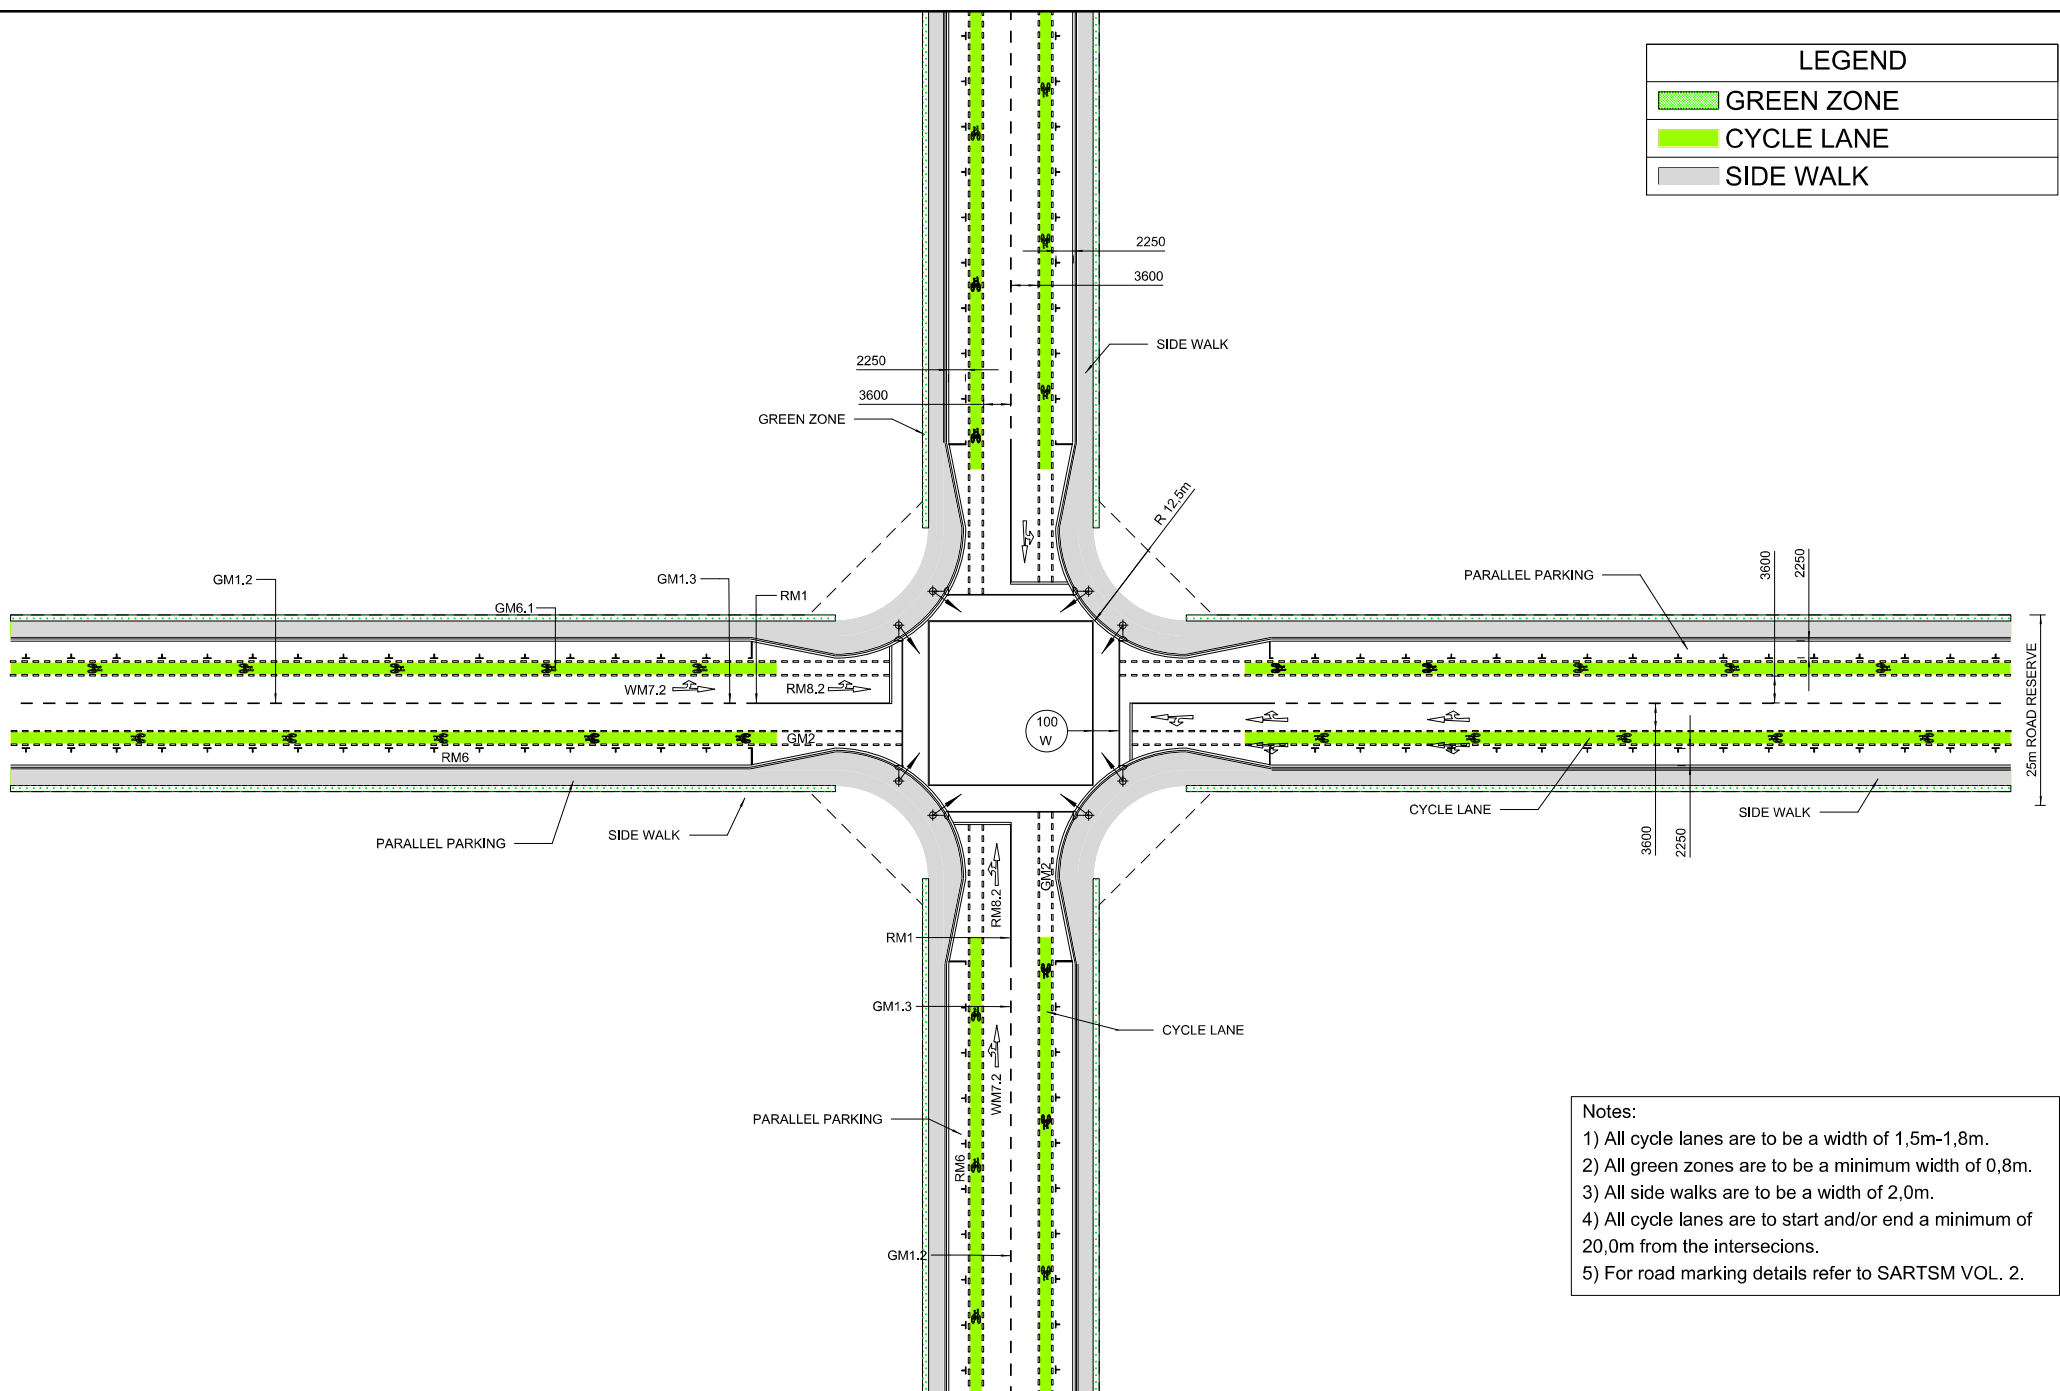 LEGEND
GREEN ZONE
CYCLE LANE
SIDE WALK
2250
3600
SIDE WALK
2250
3600
GREEN ZONE
R 12,5m
GM1.2
GM6.1
GM1.3
RM1
PARALLEL PARKING
3600
2250
25m ROAD RESERVE
WM7.2
RM8.2
100
W
GM2
RM6
PARALLEL PARKING
SIDE WALK
CYCLE LANE
3600
2250
SIDE WALK
RM8.2
GM2
RM1
GM1.3
WM7.2
CYCLE LANE
PARALLEL PARKING
RM6
GM1.2
Notes:
1) All cycle lanes are to be a width of 1,5m-1,8m.
2) All green zones are to be a minimum width of 0,8m.
3) All side walks are to be a width of 2,0m.
4) All cycle lanes are to start and/or end a minimum of
20,0m from the intersecions.
5) For road marking details refer to SARTSM VOL. 2.